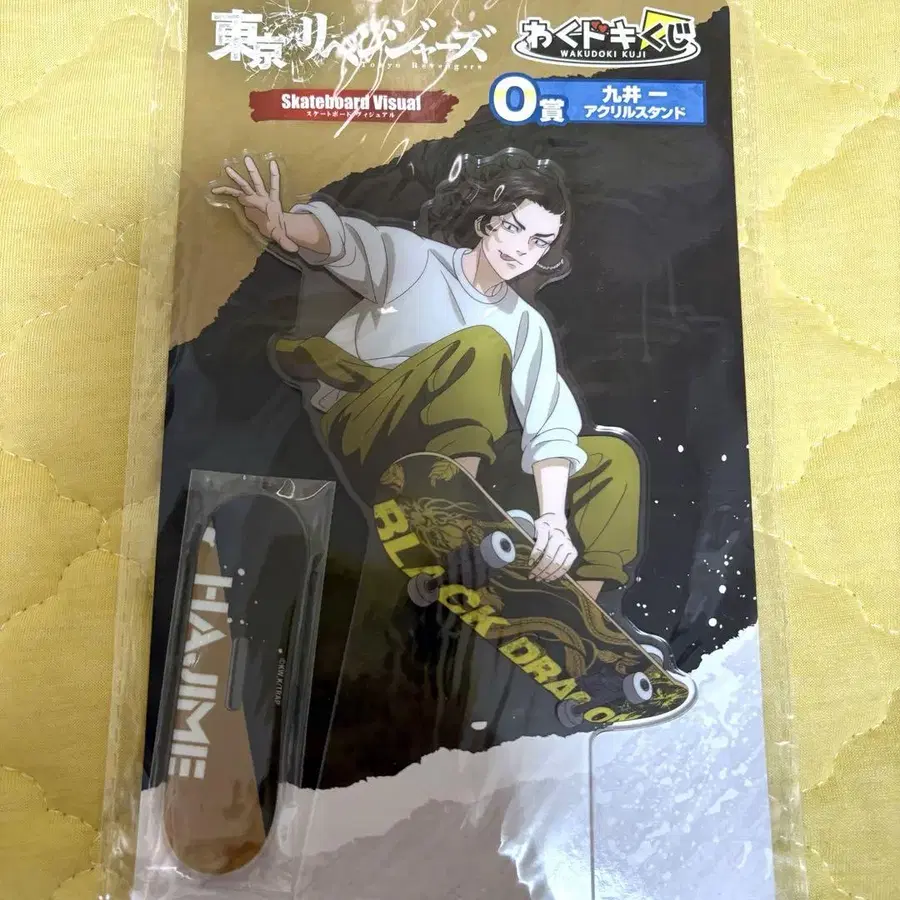 東京リベンジャーズ
Tokyo Revengers
わくドキくじ
WAKUDOKI KUJI
Skateboard Visual
スケートボード ヴィジュアル
O賞
九井 一
アクリルスタンド
BLACK DRAGON
HAJIME